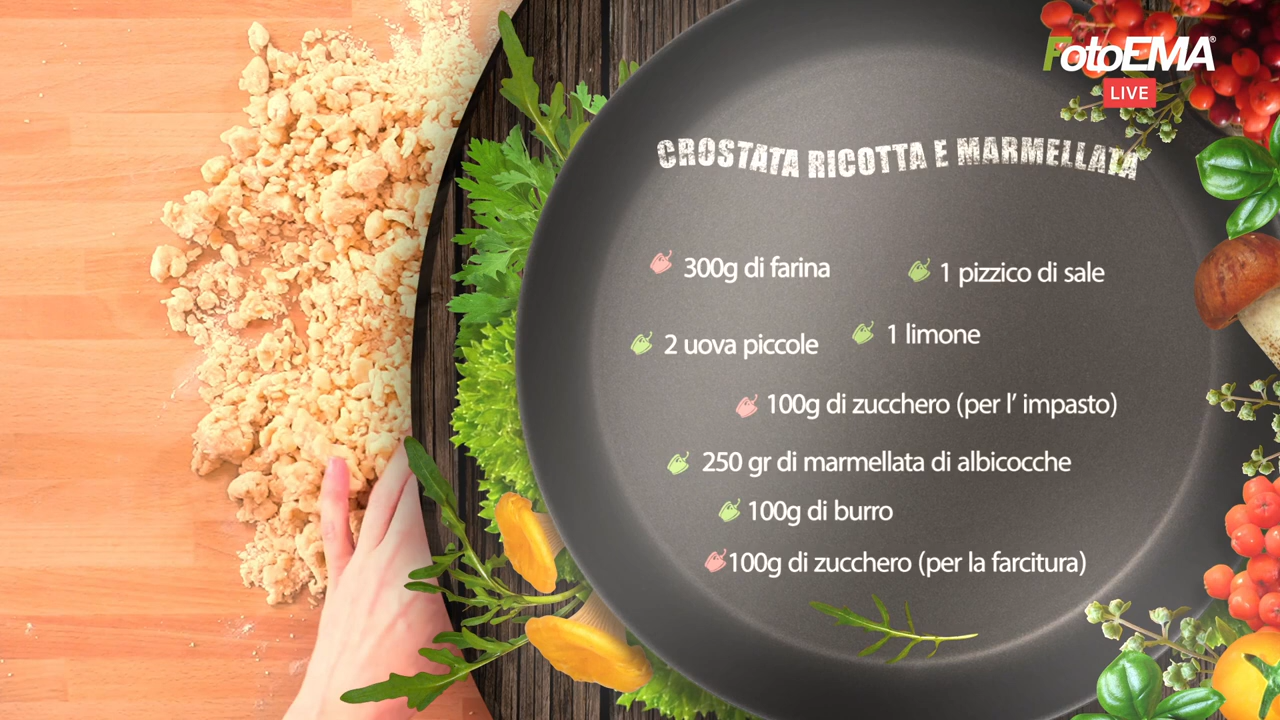 FotoEMA®
LIVE
CROSTATA RICOTTA E MARMELLATA
300g di farina
1 pizzico di sale
2 uova piccole
1 limone
100g di zucchero (per l’ impasto)
250 gr di marmellata di albicocche
100g di burro
100g di zucchero (per la farcitura)